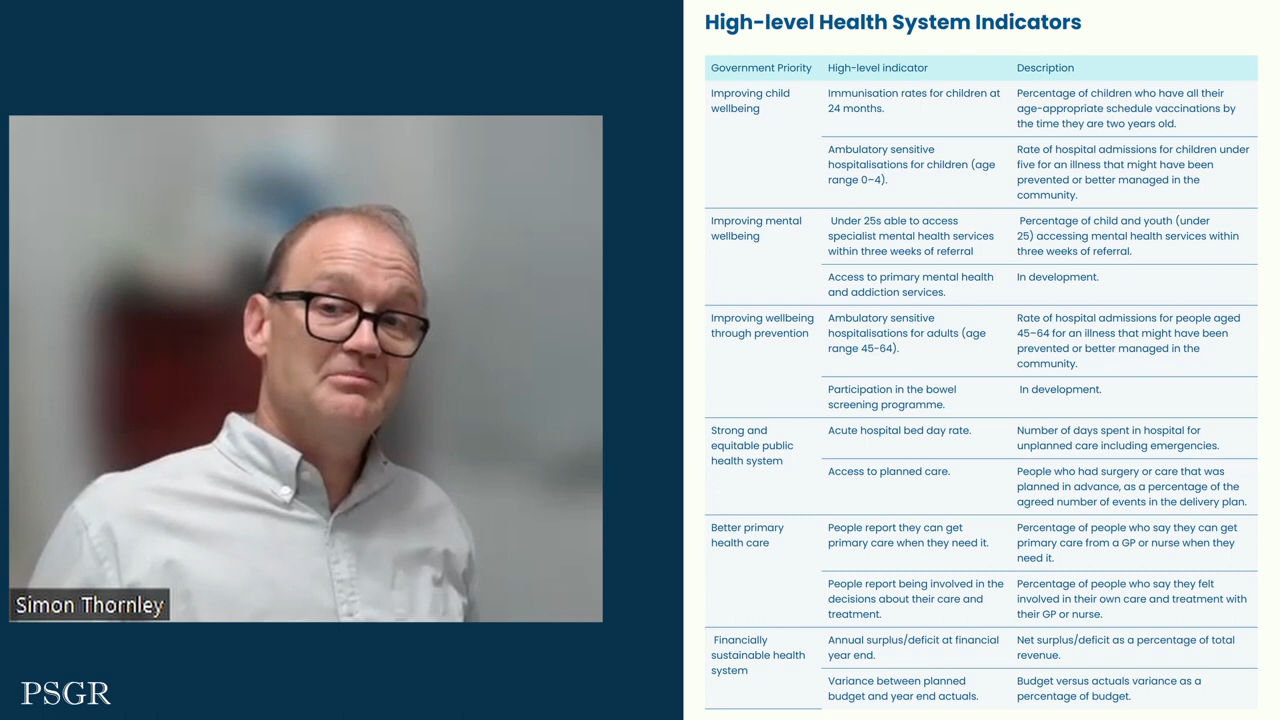 High-level Health System Indicators
Government Priority
High-level indicator
Description
Improving child
wellbeing
Immunisation rates for children at
24 months.
Percentage of children who have all their
age-appropriate schedule vaccinations by
the time they are two years old.
Ambulatory sensitive
hospitalisations for children (age
range 0–4).
Rate of hospital admissions for children under
five for an illness that might have been
prevented or better managed in the
community.
Improving mental
wellbeing
Under 25s able to access
specialist mental health services
within three weeks of referral
Percentage of child and youth (under
25) accessing mental health services within
three weeks of referral.
Access to primary mental health
and addiction services.
In development.
Improving wellbeing
through prevention
Ambulatory sensitive
hospitalisations for adults (age
range 45-64).
Rate of hospital admissions for people aged
45–64 for an illness that might have been
prevented or better managed in the
community.
Participation in the bowel
screening programme.
In development.
Strong and
equitable public
health system
Acute hospital bed day rate.
Number of days spent in hospital for
unplanned care including emergencies.
Access to planned care.
People who had surgery or care that was
planned in advance, as a percentage of the
agreed number of events in the delivery plan.
Better primary
health care
People report they can get
primary care when they need it.
Percentage of people who say they can get
primary care from a GP or nurse when they
need it.
People report being involved in the
decisions about their care and
treatment.
Percentage of people who say they felt
involved in their own care and treatment with
their GP or nurse.
Financially
sustainable health
system
Annual surplus/deficit at financial
year end.
Net surplus/deficit as a percentage of total
revenue.
Variance between planned
budget and year end actuals.
Budget versus actuals variance as a
percentage of budget.
Simon Thornley
PSGR